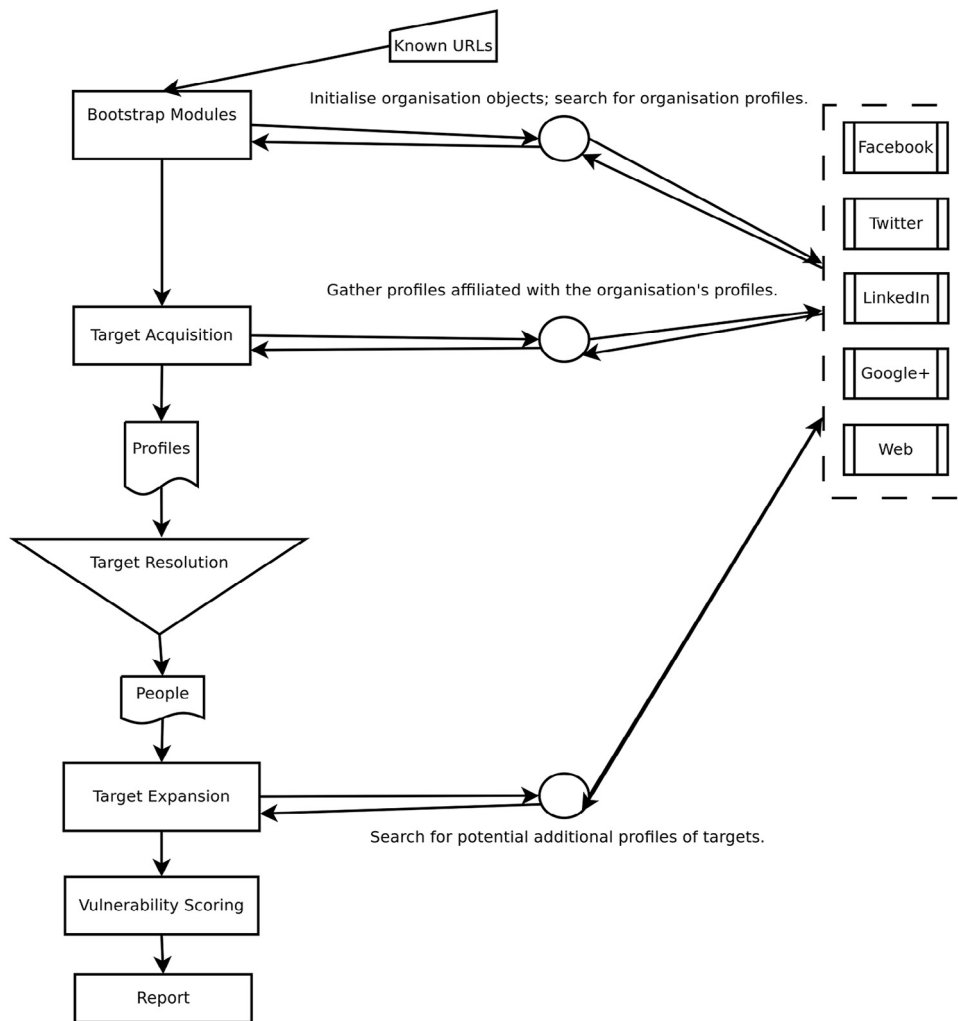 Known URLs
Bootstrap Modules
Initialise organisation objects; search for organisation profiles.
Facebook
Twitter
LinkedIn
Google+
Web
Gather profiles affiliated with the organisation's profiles.
Target Acquisition
Profiles
Target Resolution
People
Target Expansion
Search for potential additional profiles of targets.
Vulnerability Scoring
Report